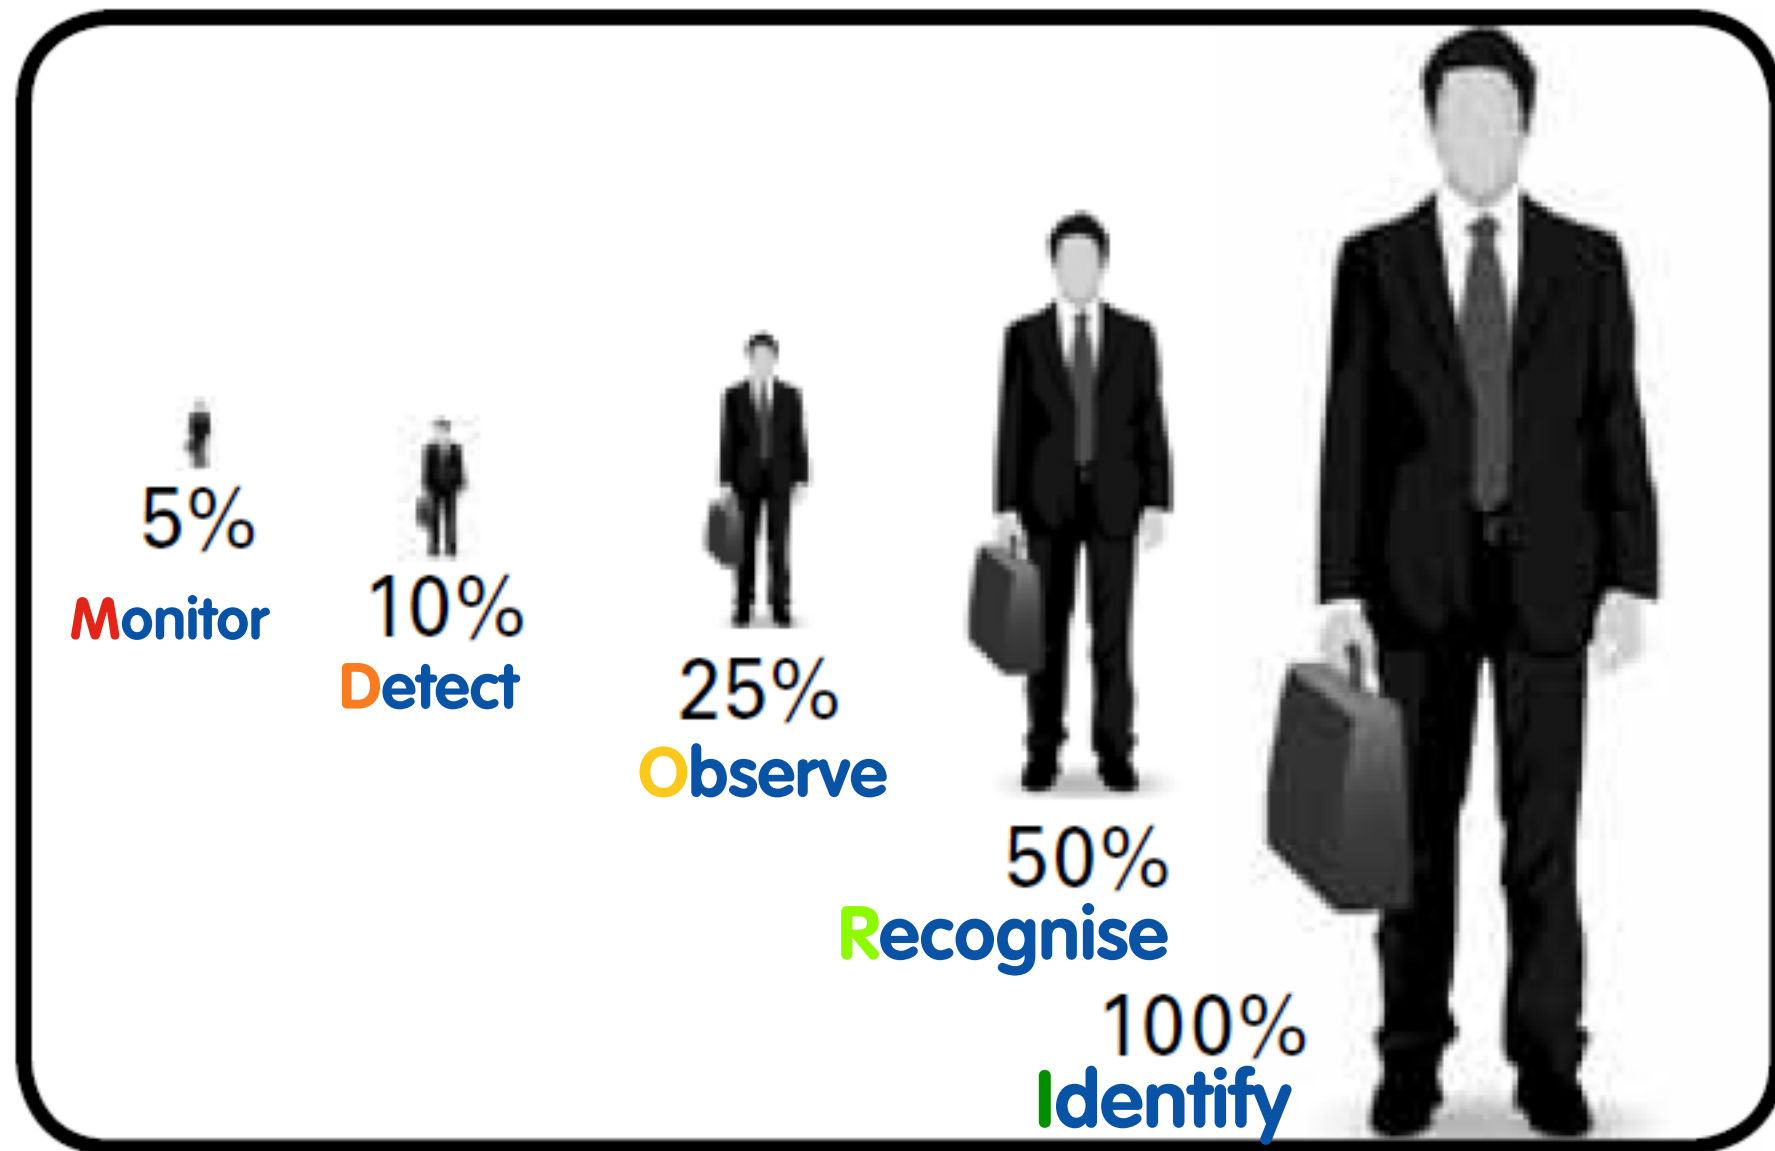 5%
Monitor
10%
Detect
25%
Observe
50%
Recognise
100%
Identify